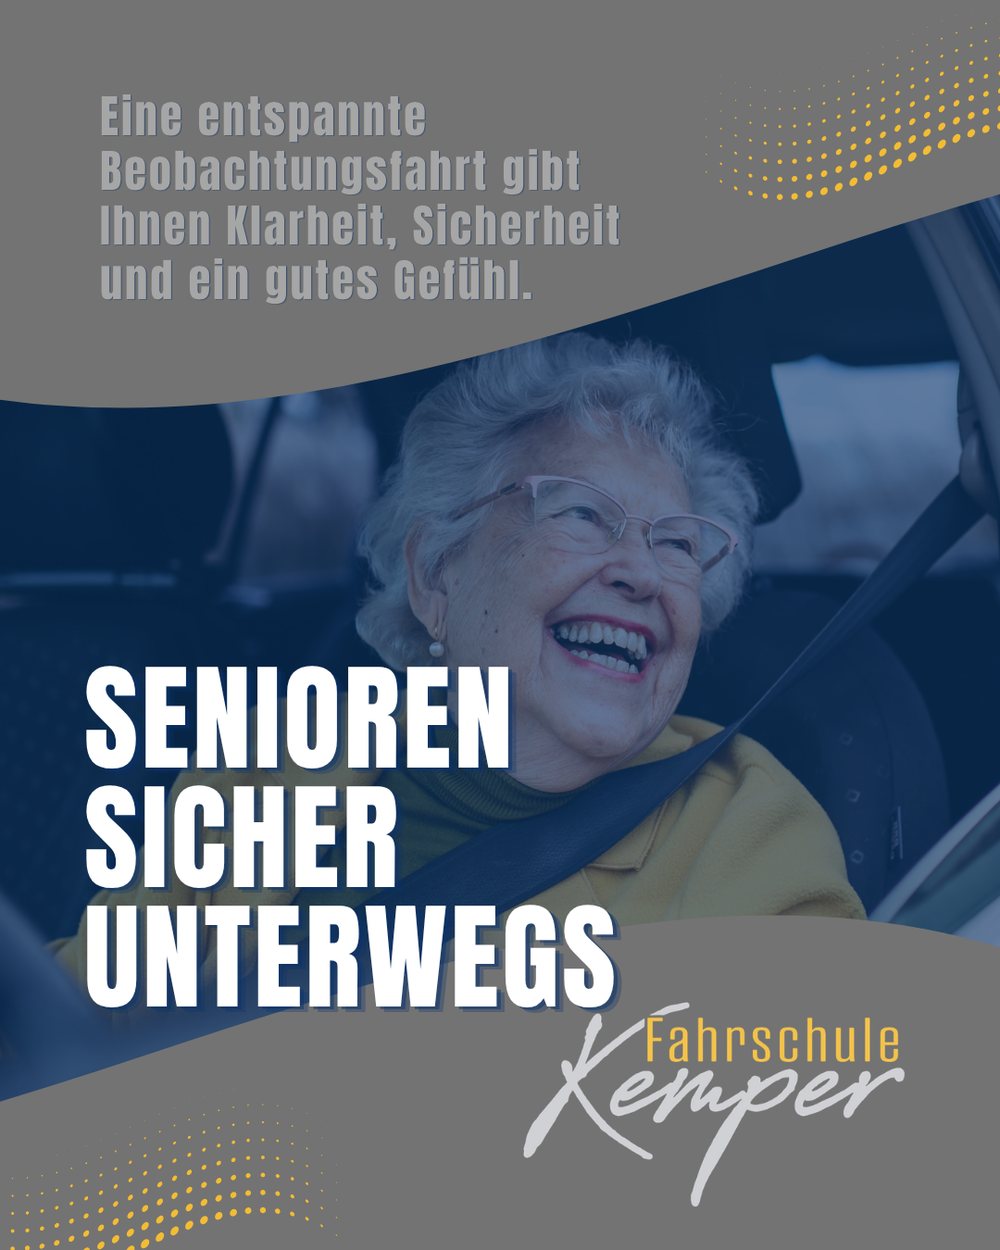 Eine entspannte
Beobachtungsfahrt gibt
Ihnen Klarheit, Sicherheit
und ein gutes Gefühl.
SENIOREN
SICHER
UNTERWEGS
Fahrschule
Kemper